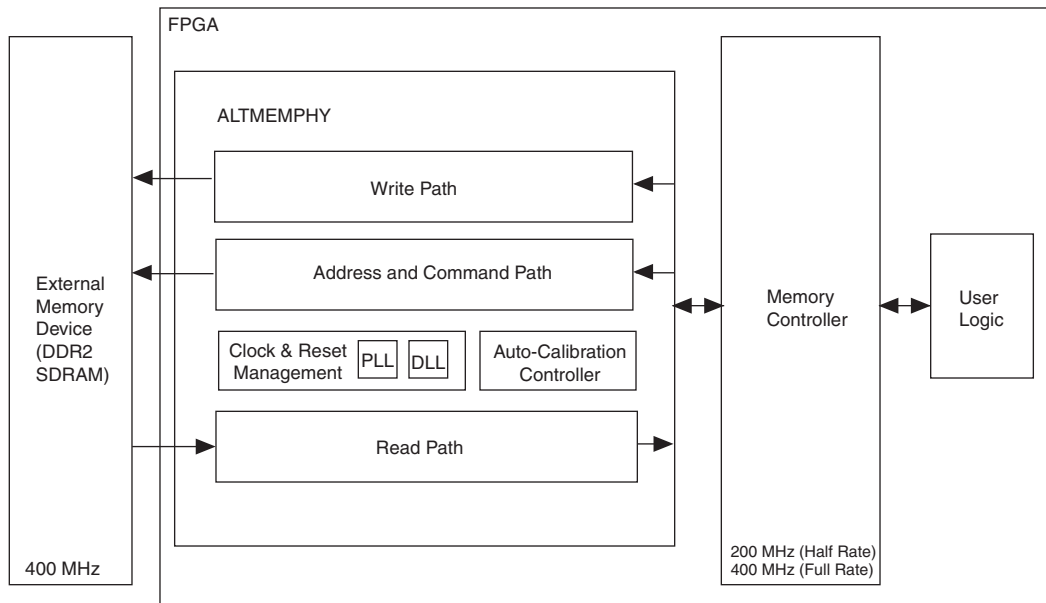 FPGA
ALTMEMPHY
Write Path
Address and Command Path
External
Memory
Device
(DDR2
SDRAM)
Clock & Reset
Management
PLL
DLL
Auto-Calibration
Controller
Read Path
Memory
Controller
User
Logic
400 MHz
200 MHz (Half Rate)
400 MHz (Full Rate)